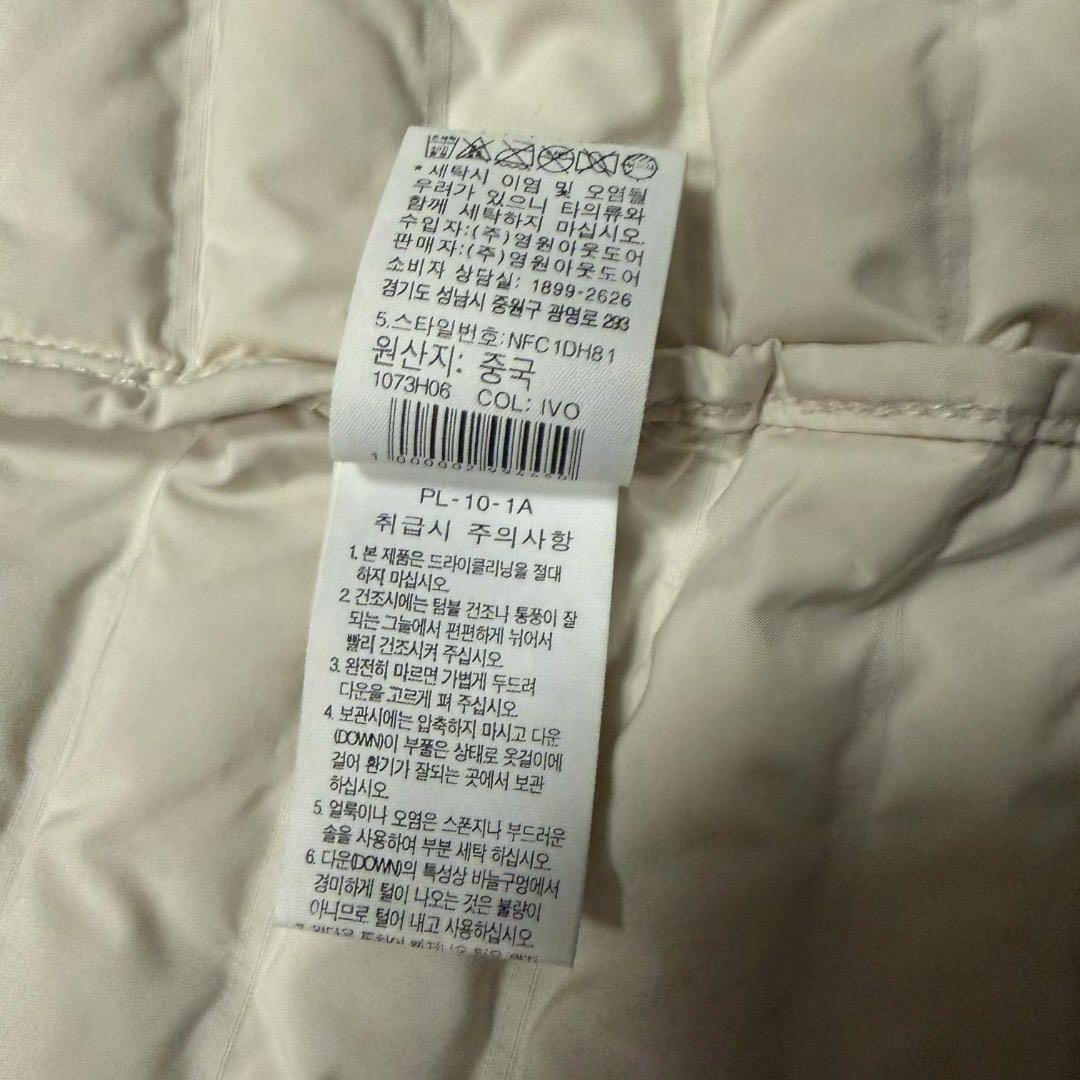 * 세탁시 이염 및 오염될
우려가 있으니 타의류와
함께 세탁하지 마십시오.
수입자:(주)영원아웃도어
판매자:(주)영원아웃도어
소비자 상담실: 1899-2626
경기도 성남시 중원구 광명로 293
5.스타일번호:NFC1DH81
원산지: 중국
1073H06 COL: IVO
PL-10-1A
취급시 주의사항
1. 본 제품은 드라이클리닝을 절대
하지 마십시오.
2. 건조시에는 텀블 건조나 통풍이 잘
되는 그늘에서 편편하게 뉘어서
빨리 건조시켜 주십시오.
3. 완전히 마르면 가볍게 두드려
다운을 고르게 펴 주십시오.
4. 보관시에는 압축하지 마시고 다운
(DOWN)이 부풀은 상태로 옷걸이에
걸어 환기가 잘되는 곳에서 보관
하십시오.
5. 얼룩이나 오염은 스폰지나 부드러운
솔을 사용하여 부분 세탁 하십시오.
6. 다운(DOWN)의 특성상 바늘구멍에서
경미하게 털이 나오는 것은 불량이
아니므로 털어 내고 사용하십시오.